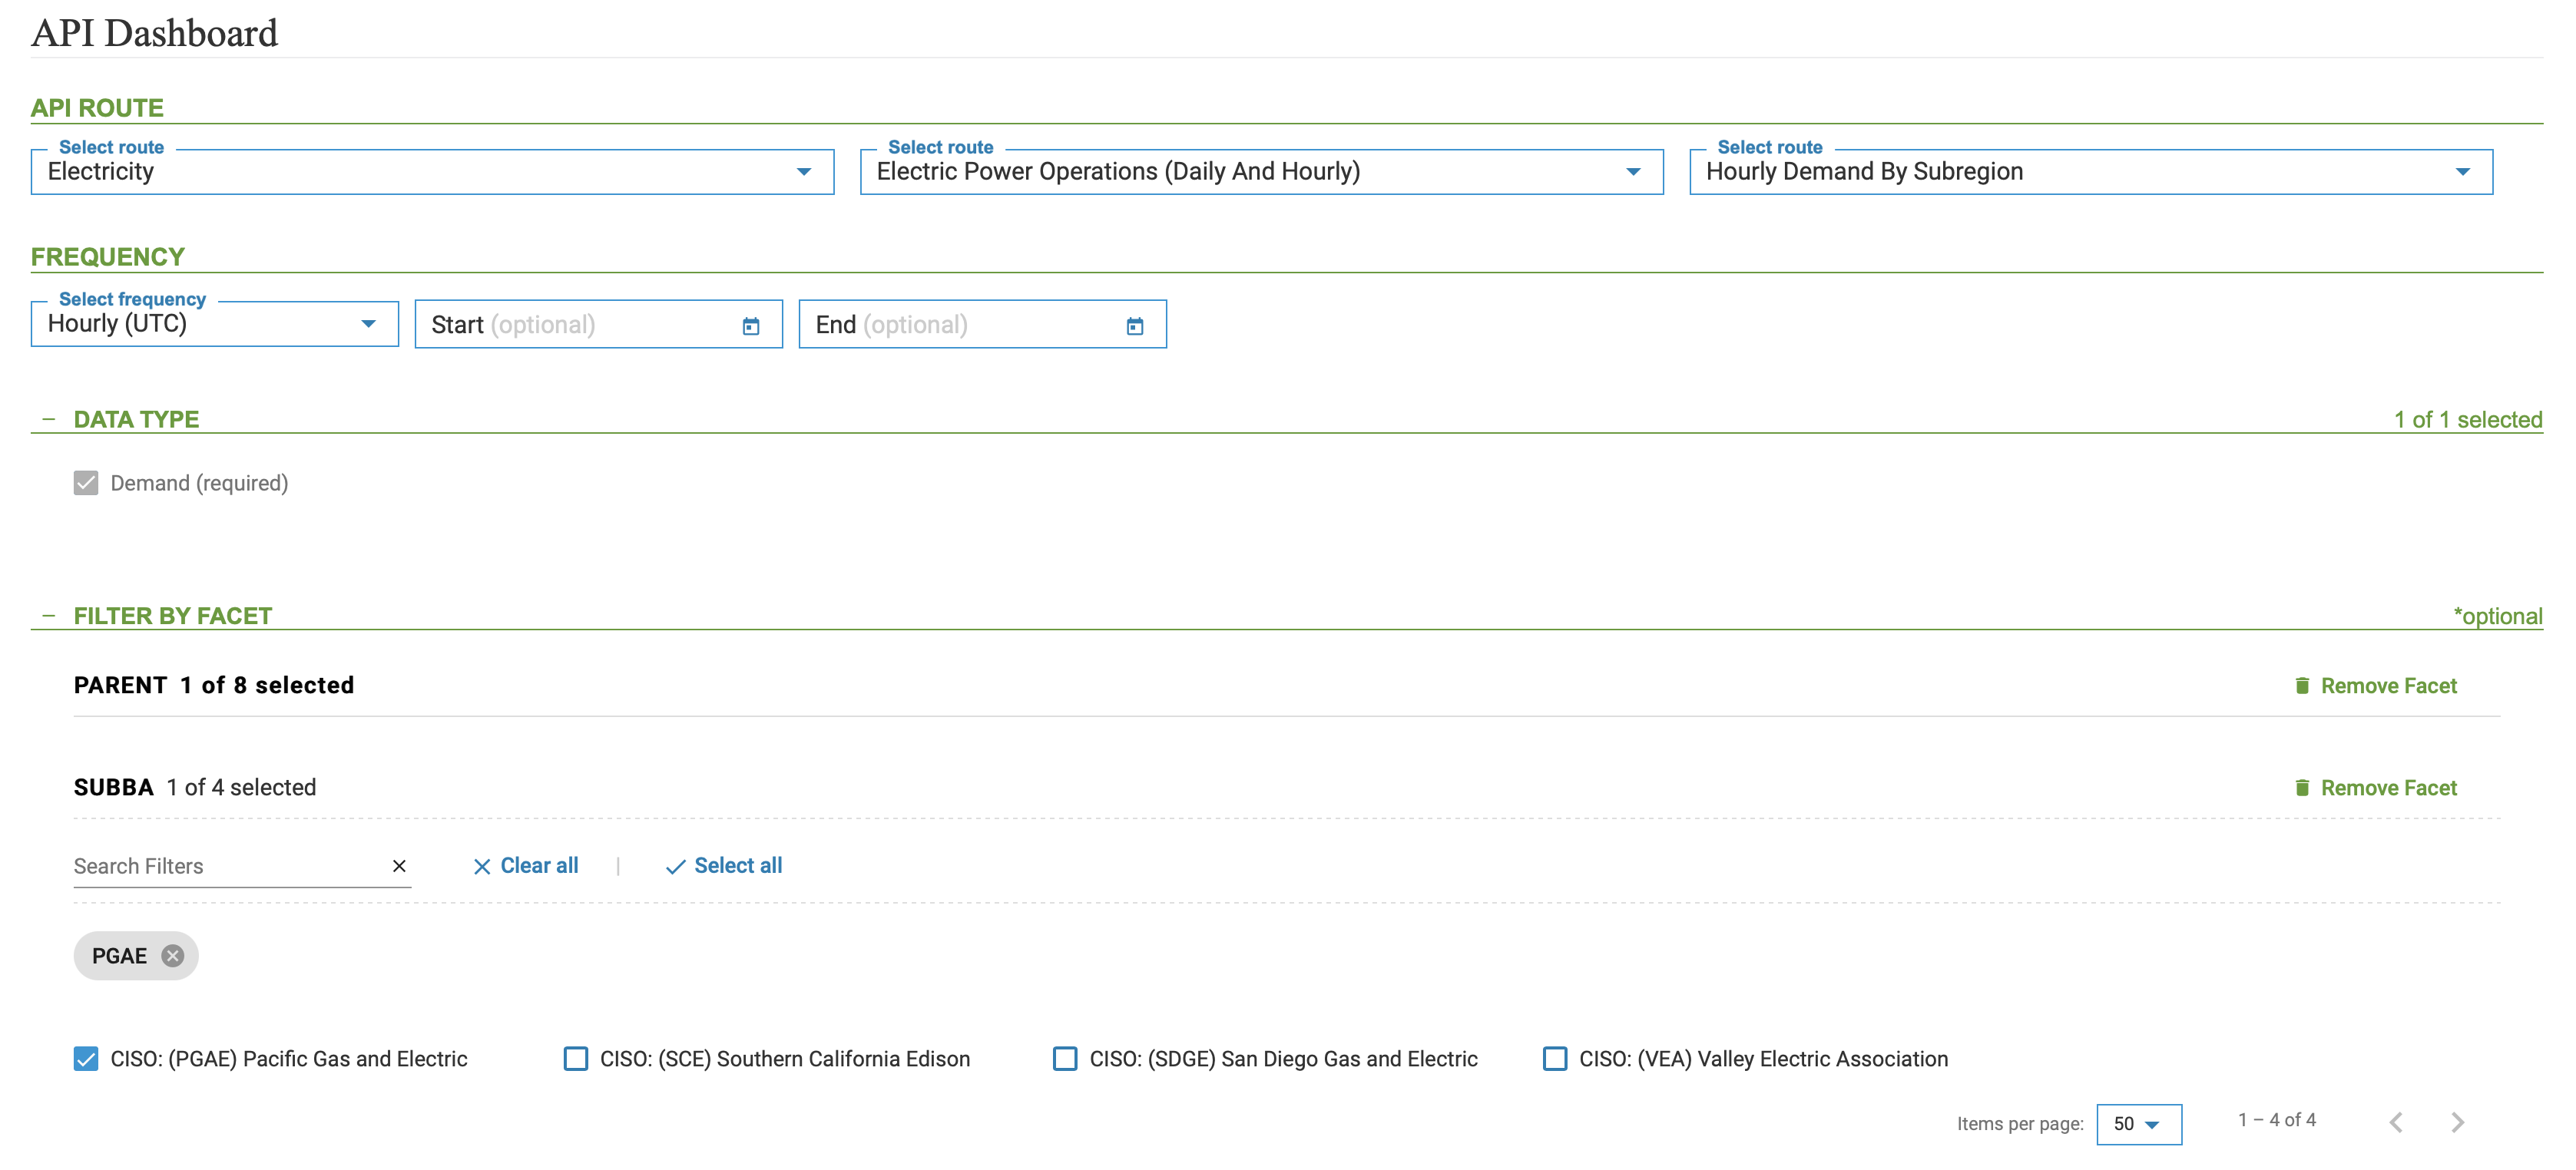 API Dashboard
API ROUTE
Select route
Electricity
Select route
Electric Power Operations (Daily And Hourly)
Select route
Hourly Demand By Subregion
FREQUENCY
Select frequency
Hourly (UTC)
Start (optional)
End (optional)
– DATA TYPE 1 of 1 selected
Demand (required)
– FILTER BY FACET *optional
PARENT 1 of 8 selected Remove Facet
SUBBA 1 of 4 selected Remove Facet
Search Filters × Clear all | Select all
PGAE
CISO: (PGAE) Pacific Gas and Electric CISO: (SCE) Southern California Edison CISO: (SDGE) San Diego Gas and Electric CISO: (VEA) Valley Electric Association
Items per page: 50 1 – 4 of 4